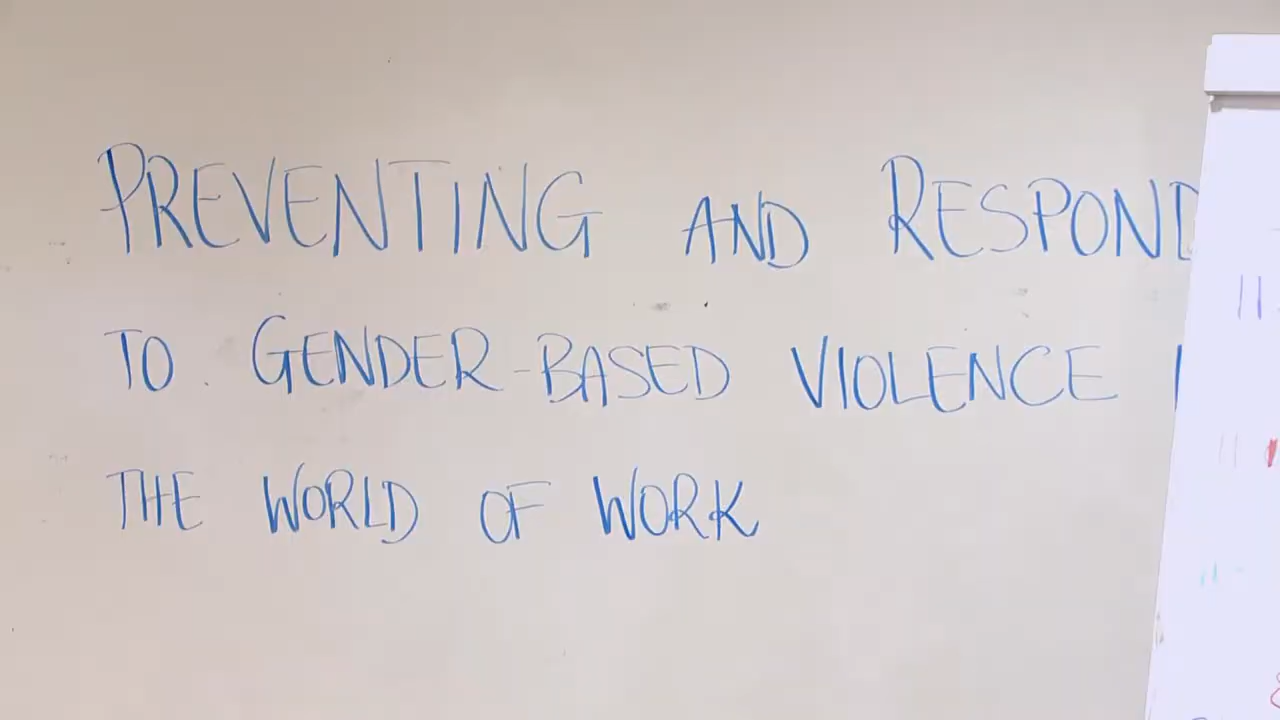 PREVENTING AND RESPOND
TO GENDER-BASED VIOLENCE
THE WORLD OF WORK